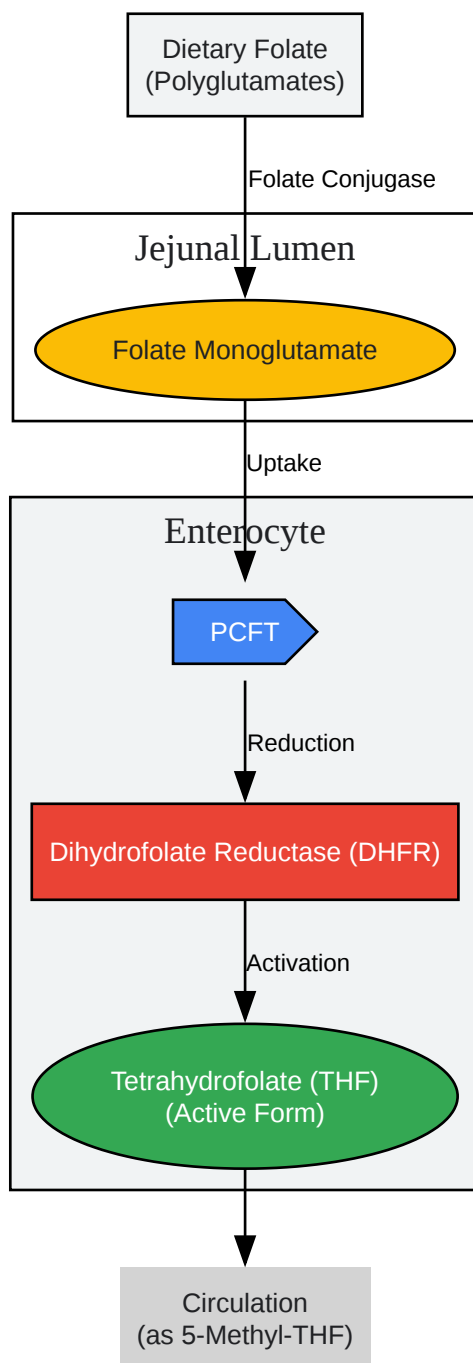 Dietary Folate
(Polyglutamates)
Folate Conjugase
Jejunal Lumen
Folate Monoglutamate
Uptake
Enterocyte
PCFT
Reduction
Dihydrofolate Reductase (DHFR)
Activation
Tetrahydrofolate (THF)
(Active Form)
Circulation
(as 5-Methyl-THF)